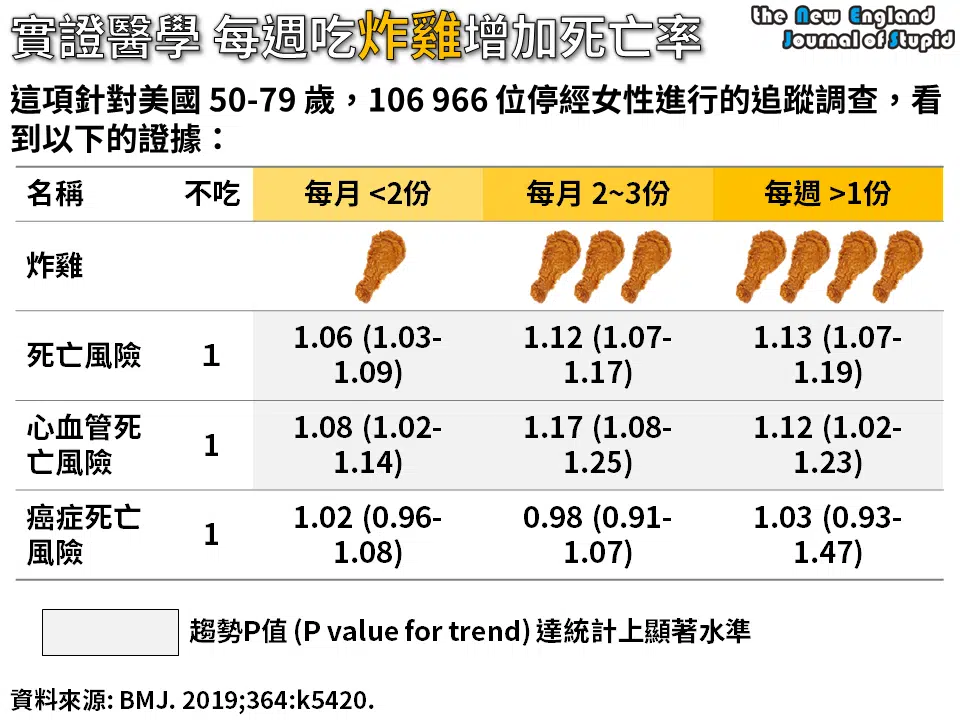 實證醫學 每週吃炸雞增加死亡率
the New England
Journal of Stupid
這項針對美國 50-79 歲，106 966 位停經女性進行的追蹤調查，看
到以下的證據：
名稱 不吃 每月 <2份 每月 2~3份 每週 >1份
炸雞
死亡風險 1 1.06 (1.03-
1.09) 1.12 (1.07-
1.17) 1.13 (1.07-
1.19)
心血管死
亡風險 1 1.08 (1.02-
1.14) 1.17 (1.08-
1.25) 1.12 (1.02-
1.23)
癌症死亡
風險 1 1.02 (0.96-
1.08) 0.98 (0.91-
1.07) 1.03 (0.93-
1.47)
趨勢P值 (P value for trend) 達統計上顯著水準
資料來源: BMJ. 2019;364:k5420.